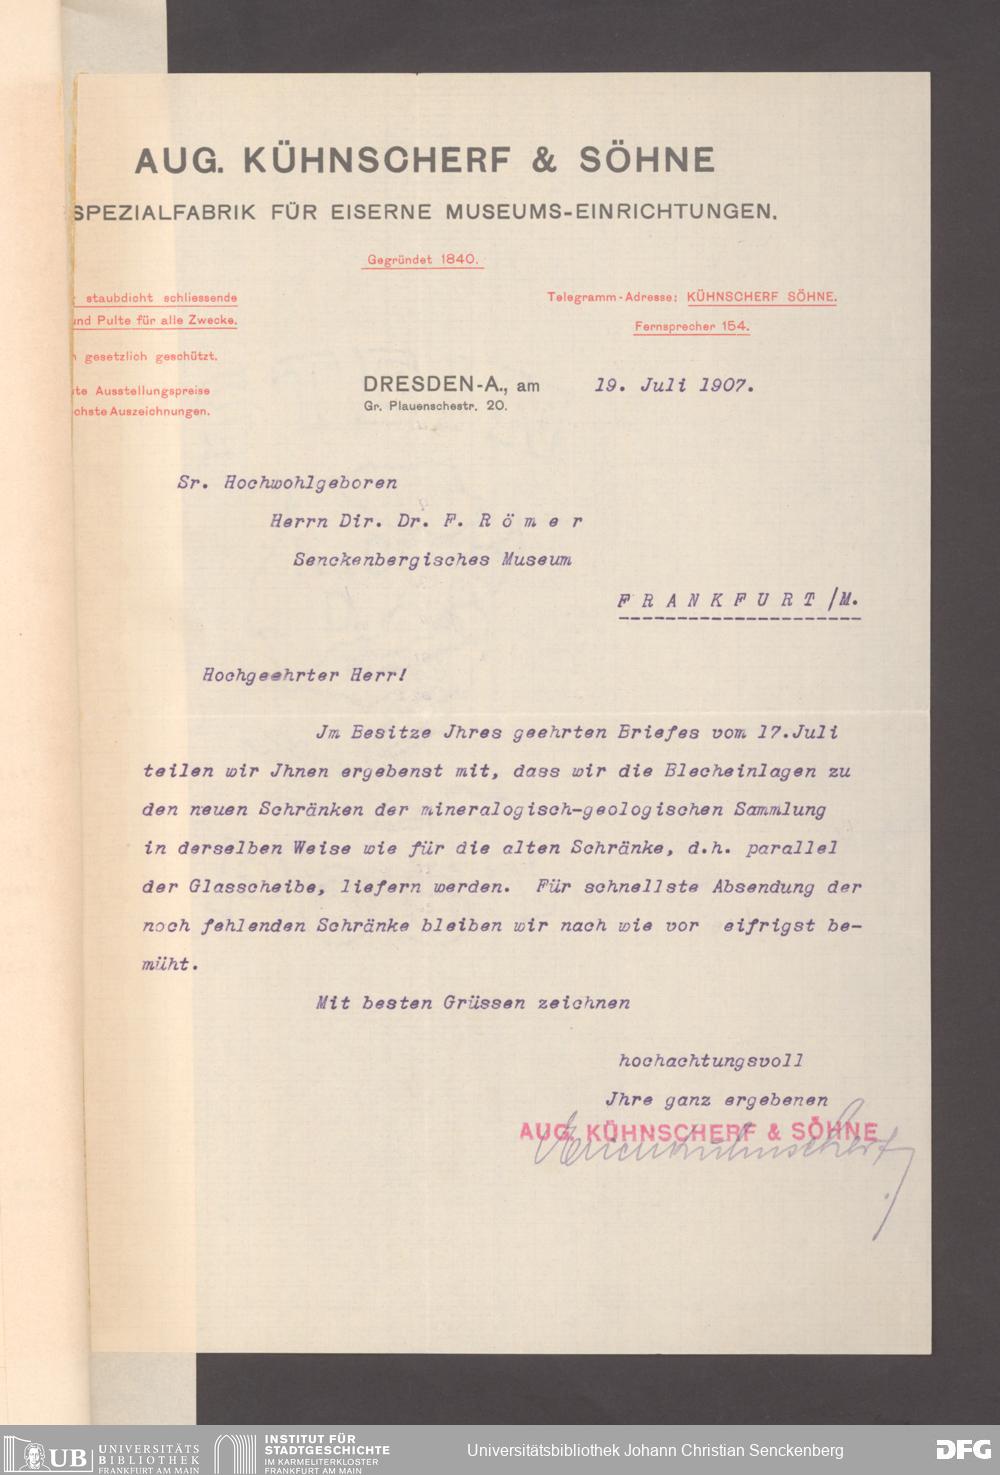 AUG. KÜHNSCHERF & SÖHNE
SPEZIALFABRIK FÜR EISERNE MUSEUMS-EINRICHTUNGEN.
Gegründet 1840.
staubdicht schliessende
und Pulte für alle Zwecke.
gesetzlich geschützt.
Ausstellungspreise
Auszeichnungen.
Telegramm-Adresse: KÜHNSCHERF SÖHNE.
Fernsprecher 154.
DRESDEN-A., am 19. Juli 1907.
Gr. Plauenschestr. 20.
Sr. Hochwohlgeboren
Herrn Dir. Dr. F. R ö m e r
Senckenbergisches Museum
F R A N K F U R T /M.
Hochgeehrter Herr!
Jm Besitze Jhres geehrten Briefes vom 17.Juli
teilen wir Jhnen ergebenst mit, dass wir die Blecheinlagen zu
den neuen Schränken der mineralogisch-geologischen Sammlung
in derselben Weise wie für die alten Schränke, d.h. parallel
der Glasscheibe, liefern werden. Für schnellste Absendung der
noch fehlenden Schränke bleiben wir nach wie vor eifrigst be-
müht.
Mit besten Grüssen zeichnen
hochachtungsvoll
Jhre ganz ergebenen
AUG. KÜHNSCHERF & SÖHNE
UB UNIVERSITÄTS
BIBLIOTHEK
FRANKFURT AM MAIN
INSTITUT FÜR
STADTGESCHICHTE
IM KARMELITERKLOSTER
FRANKFURT AM MAIN
Universitätsbibliothek Johann Christian Senckenberg
DFG